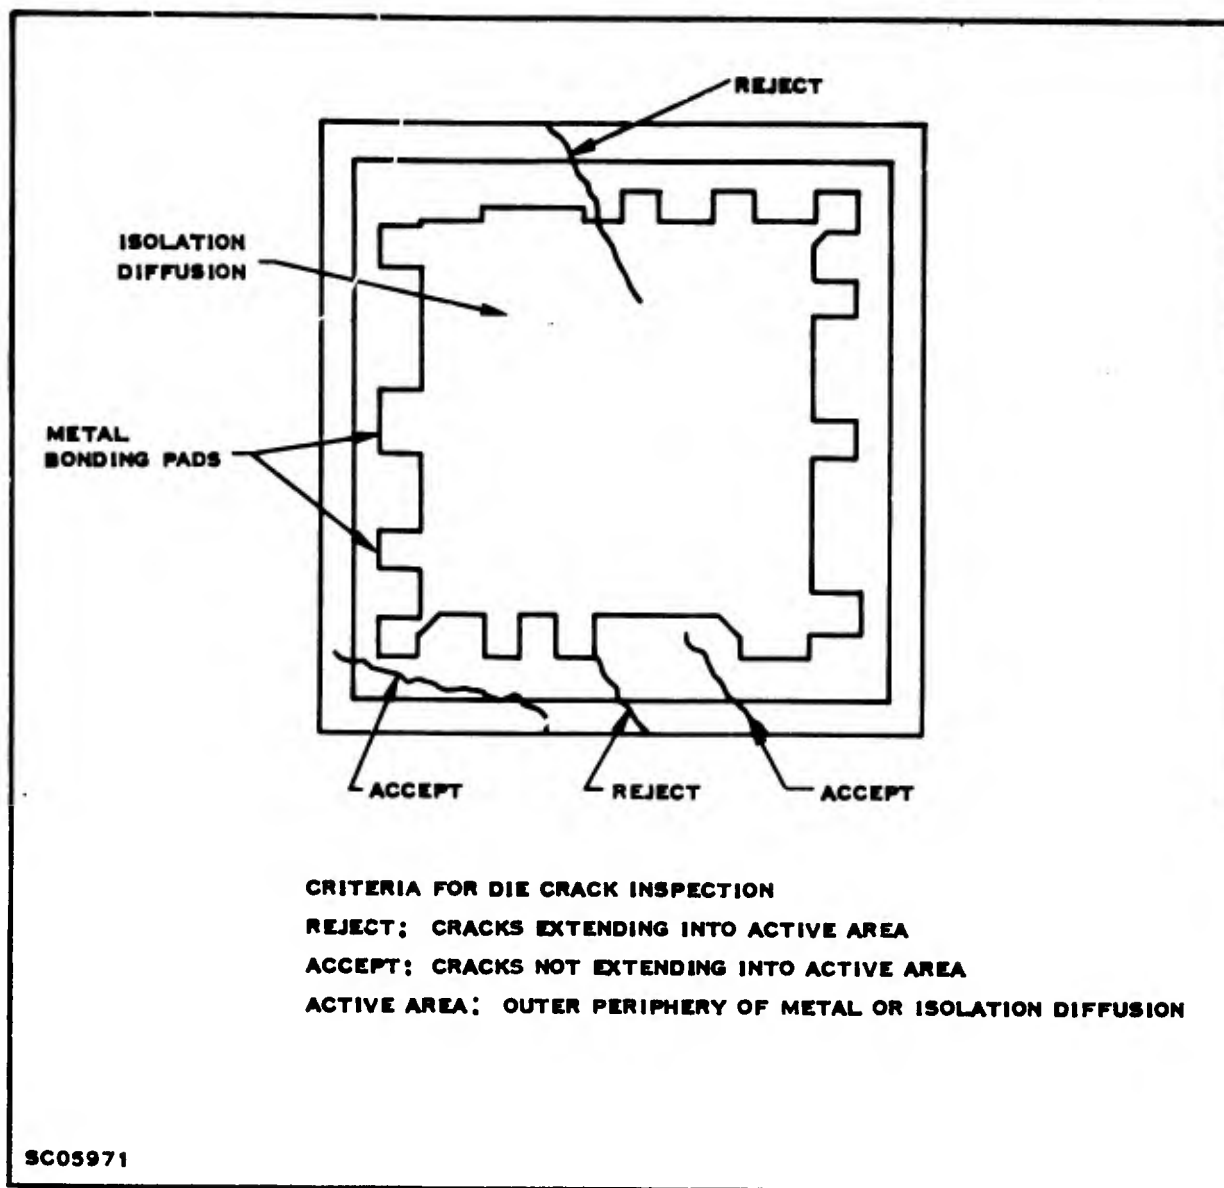 REJECT
ISOLATION
DIFFUSION
METAL
BONDING PADS
ACCEPT
REJECT
ACCEPT
CRITERIA FOR DIE CRACK INSPECTION
REJECT: CRACKS EXTENDING INTO ACTIVE AREA
ACCEPT: CRACKS NOT EXTENDING INTO ACTIVE AREA
ACTIVE AREA: OUTER PERIPHERY OF METAL OR ISOLATION DIFFUSION
SC05971